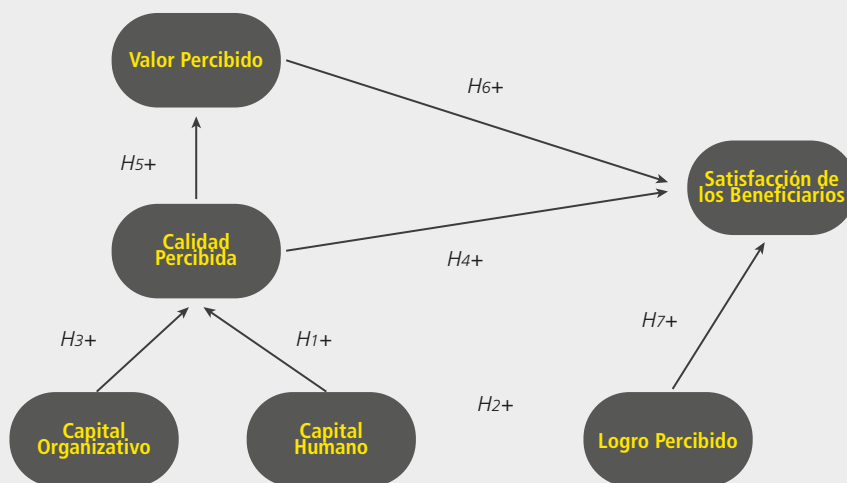 Valor Percibido
H6+
H5+
Satisfacción de
los Beneficiarios
Calidad
Percibida
H4+
H3+
H1+
H7+
H2+
Capital
Organizativo
Capital
Humano
Logro Percibido